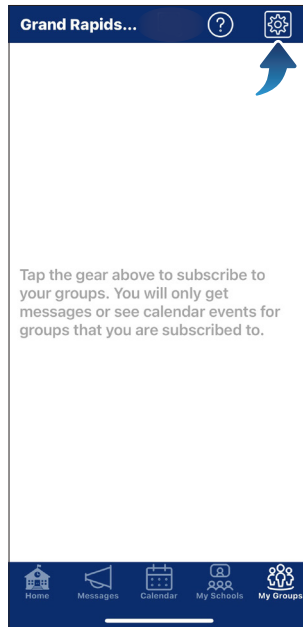 Grand Rapids...
?
Tap the gear above to subscribe to
your groups. You will only get
messages or see calendar events for
groups that you are subscribed to.
Home Messages Calendar My Schools My Groups